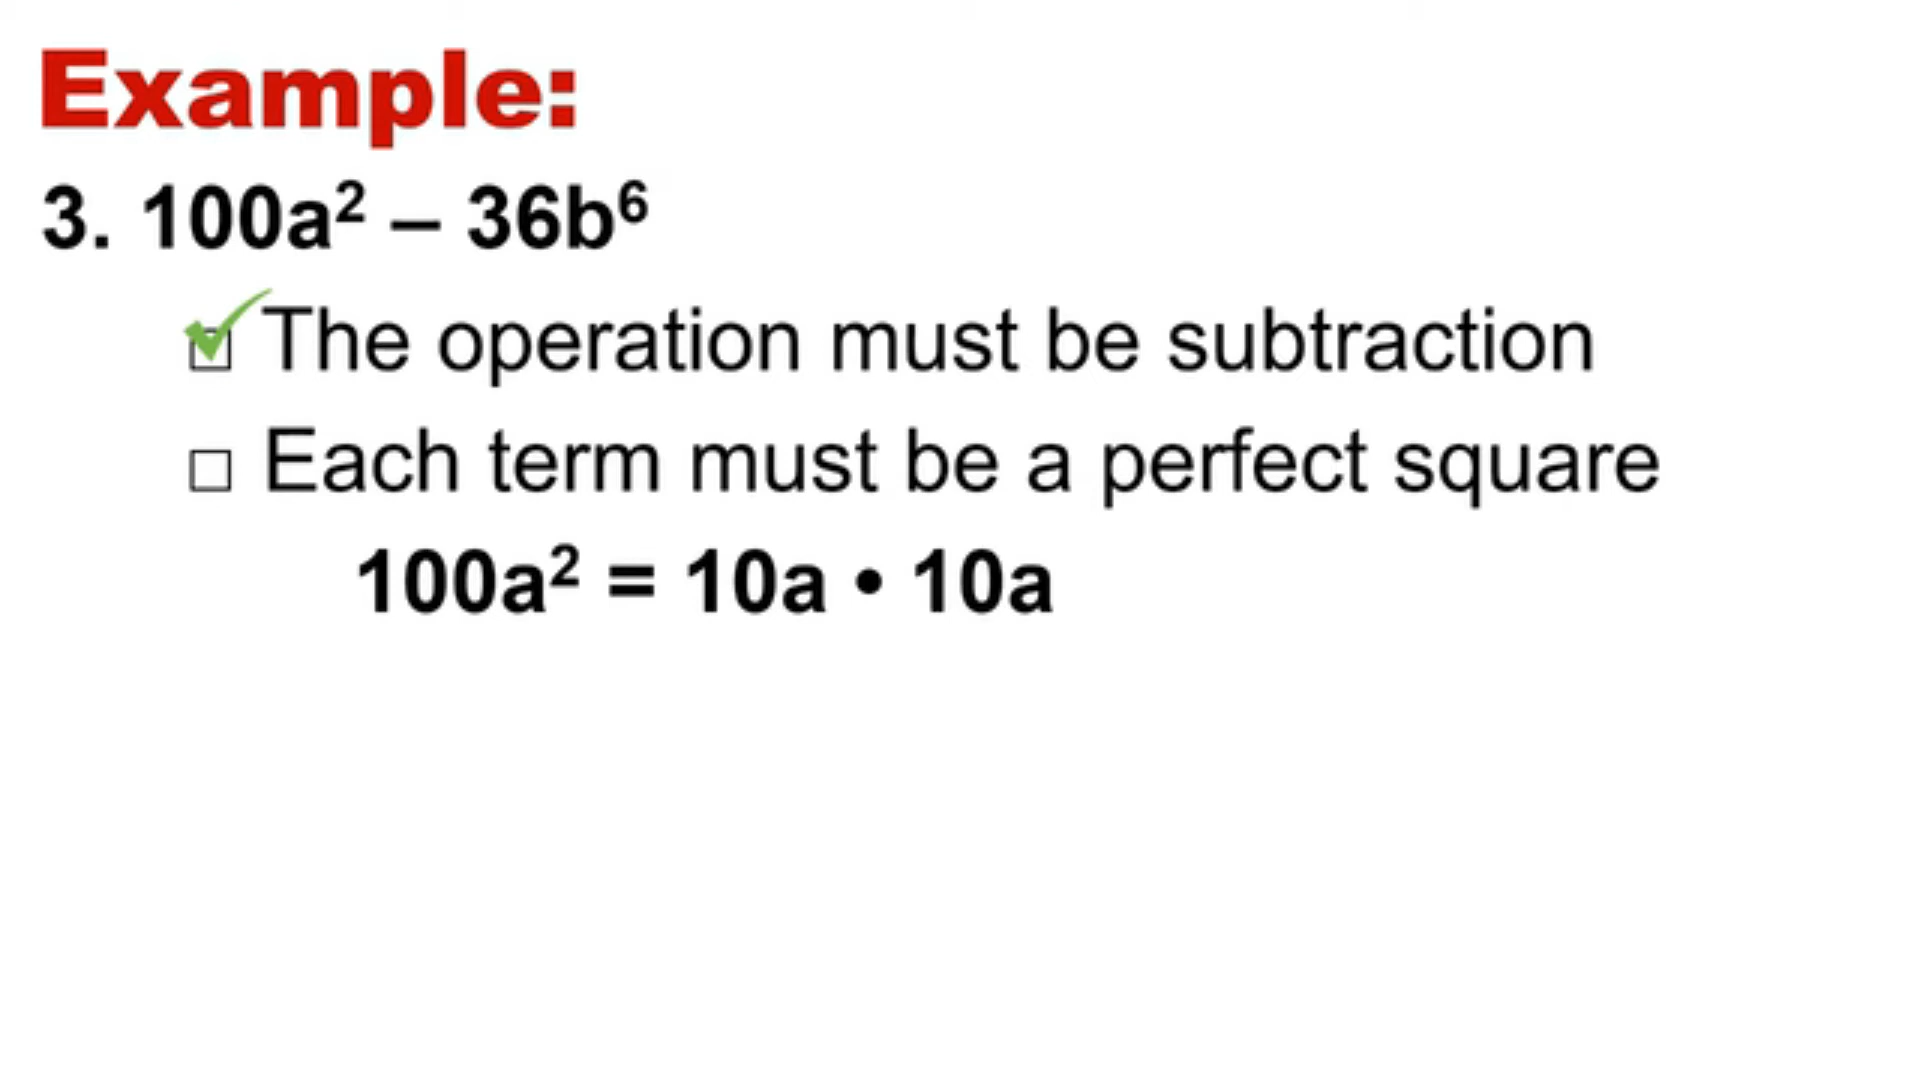 Example:
3. 100a² – 36b⁶
The operation must be subtraction
Each term must be a perfect square
100a² = 10a • 10a